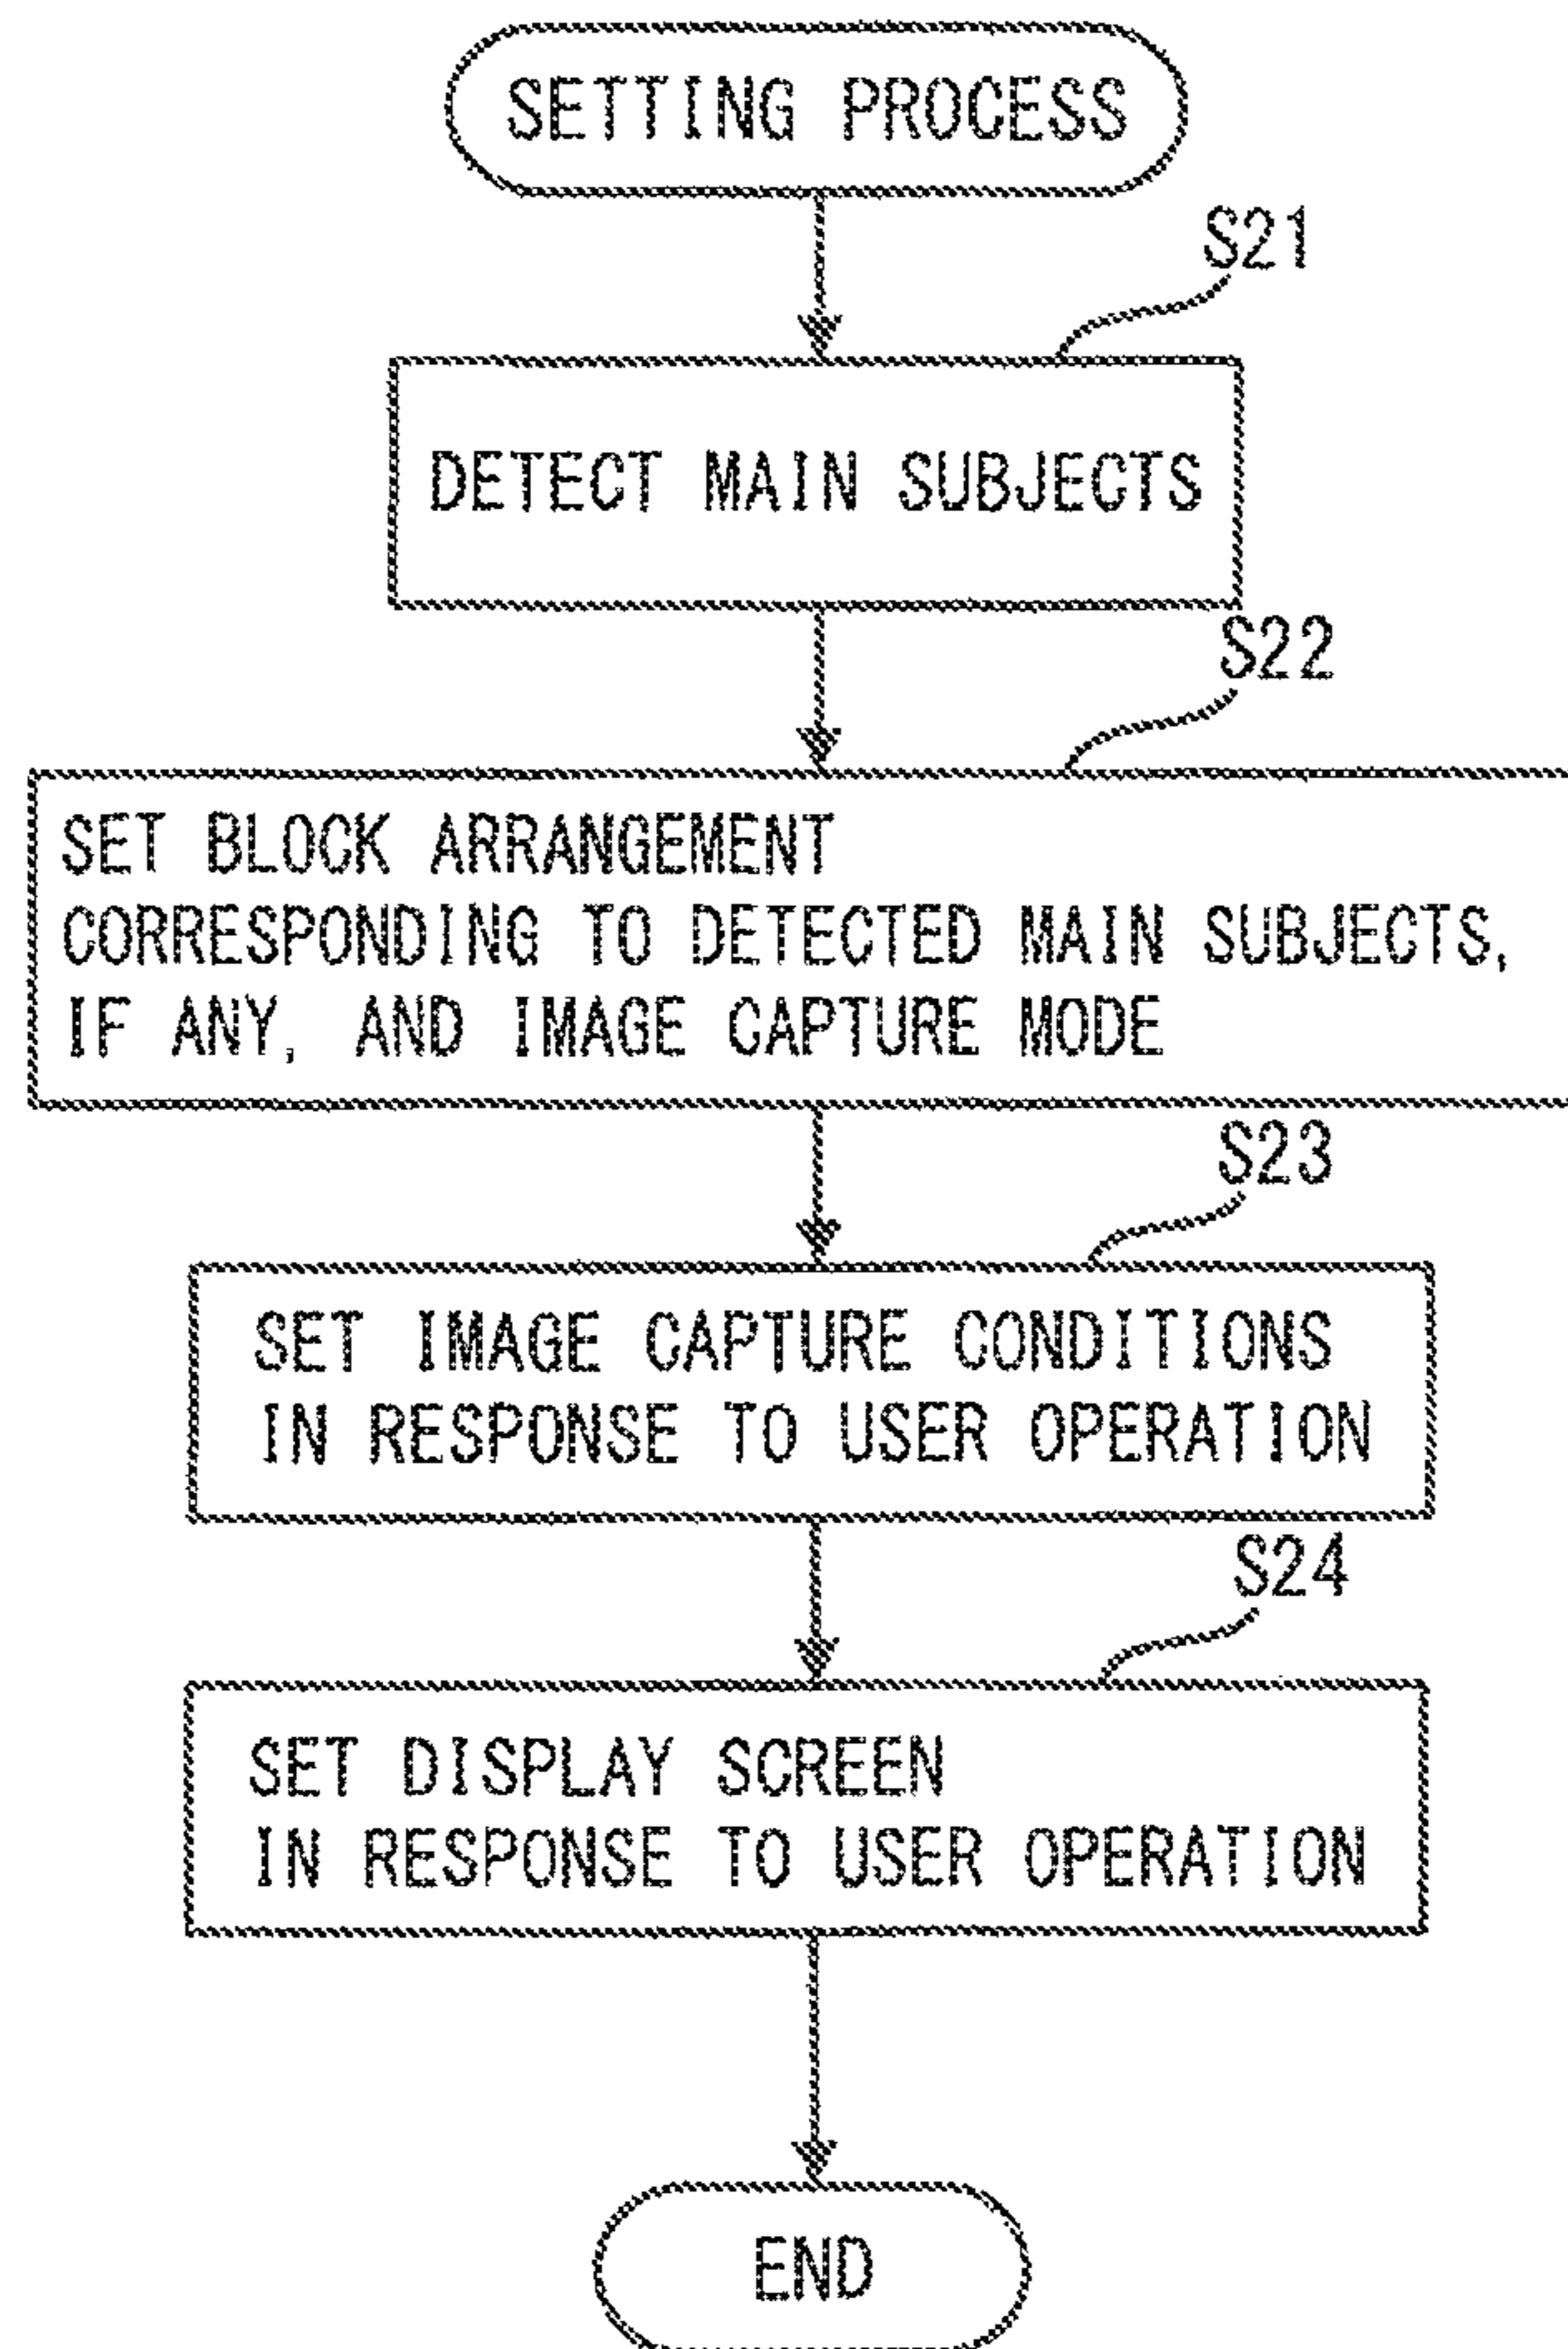 SETTING PROCESS
S21
DETECT MAIN SUBJECTS
S22
SET BLOCK ARRANGEMENT
CORRESPONDING TO DETECTED MAIN SUBJECTS,
IF ANY, AND IMAGE CAPTURE MODE
S23
SET IMAGE CAPTURE CONDITIONS
IN RESPONSE TO USER OPERATION
S24
SET DISPLAY SCREEN
IN RESPONSE TO USER OPERATION
END